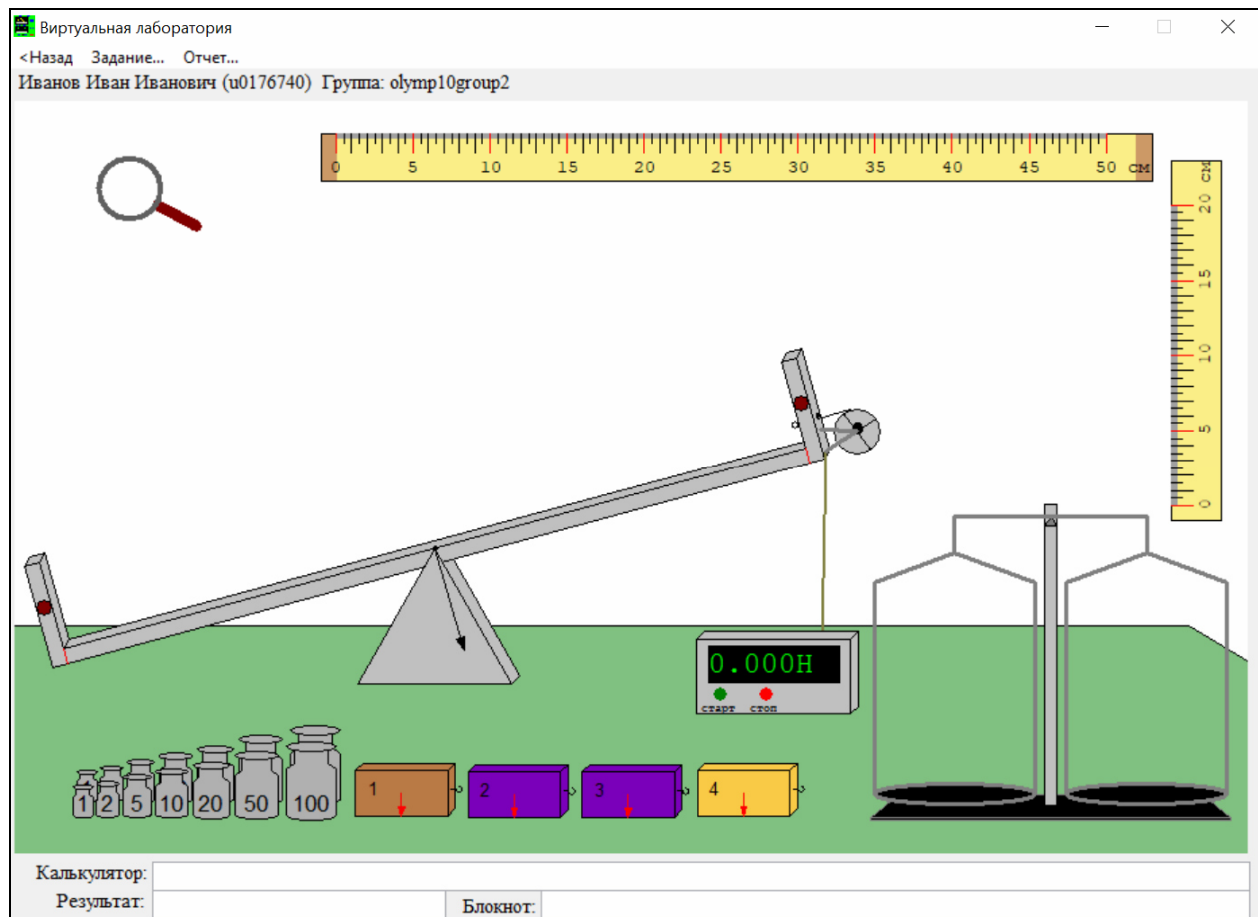 Виртуальная лаборатория
<Назад Задание... Отчет...
Иванов Иван Иванович (u0176740) Группа: olymp10group2
0 5 10 15 20 25 30 35 40 45 50 см
20 см
15
10
5
0
0.000Н
старт стоп
1 2 5 10 20 50 100
1 2 3 4
Калькулятор:
Результат: Блокнот: